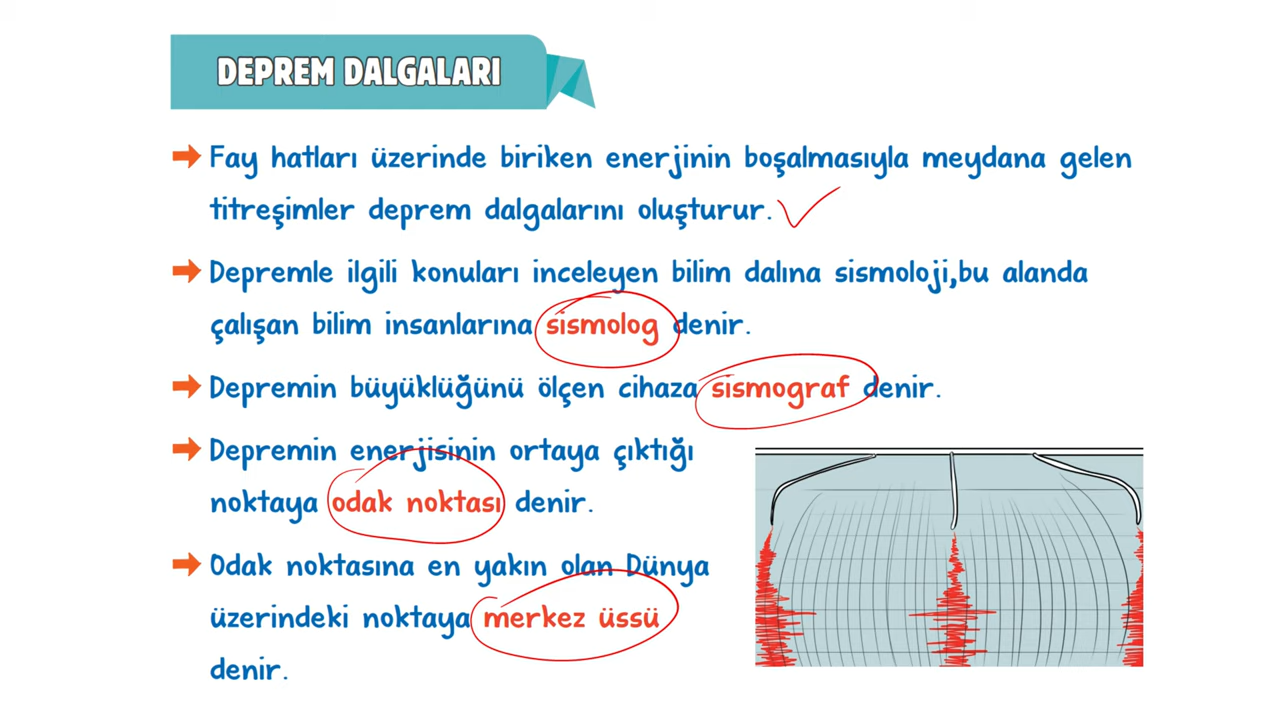 DEPREM DALGALARI
Fay hatları üzerinde biriken enerjinin boşalmasıyla meydana gelen
titreşimler deprem dalgalarını oluşturur.
Depremle ilgili konuları inceleyen bilim dalına sismoloji,bu alanda
çalışan bilim insanlarına sismolog denir.
Depremin büyüklüğünü ölçen cihaza sismograf denir.
Depremin enerjisinin ortaya çıktığı
noktaya odak noktası denir.
Odak noktasına en yakın olan Dünya
üzerindeki noktaya merkez üssü
denir.